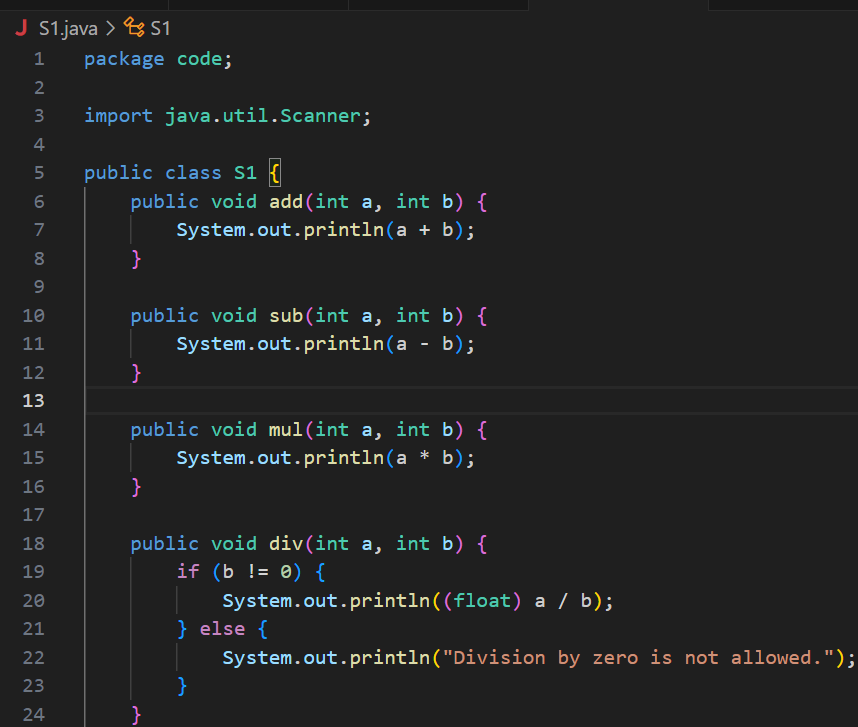 S1.java > S1
1 package code;
2
3 import java.util.Scanner;
4
5 public class S1 {
6     public void add(int a, int b) {
7         System.out.println(a + b);
8     }
9
10     public void sub(int a, int b) {
11         System.out.println(a - b);
12     }
13
14     public void mul(int a, int b) {
15         System.out.println(a * b);
16     }
17
18     public void div(int a, int b) {
19         if (b != 0) {
20             System.out.println((float) a / b);
21         } else {
22             System.out.println("Division by zero is not allowed.");
23         }
24     }